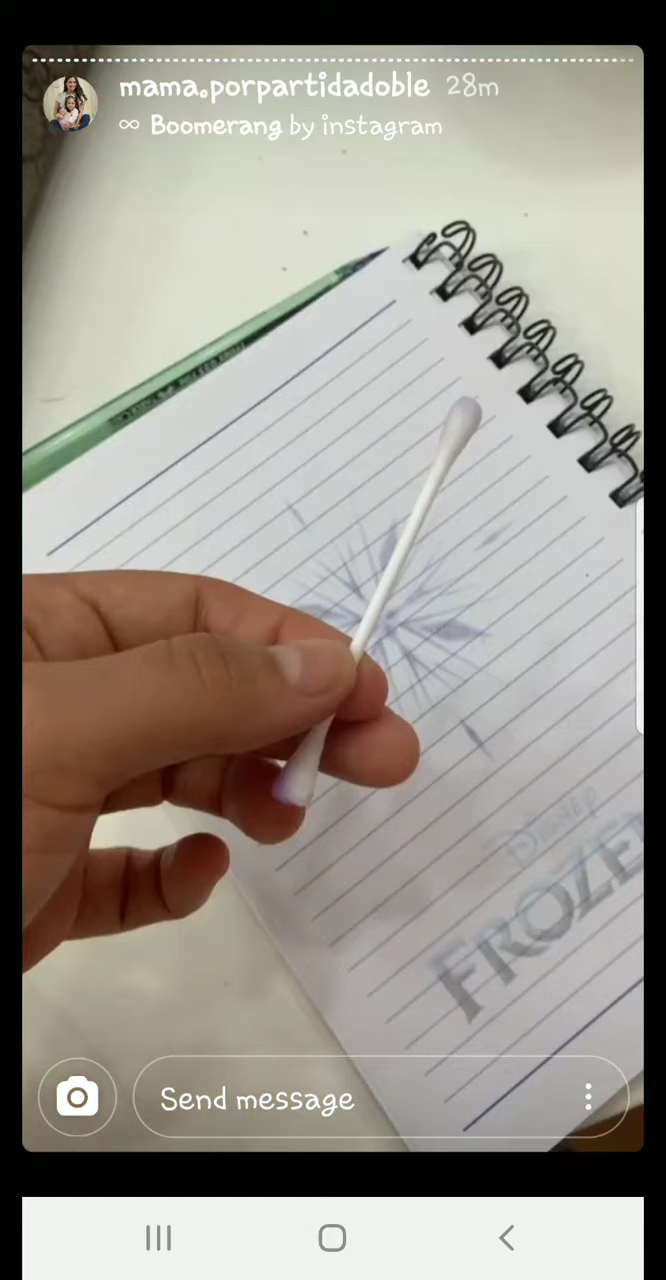 mama.porpartidadoble 28m
∞ Boomerang by instagram
Disney
FROZEN
Send message